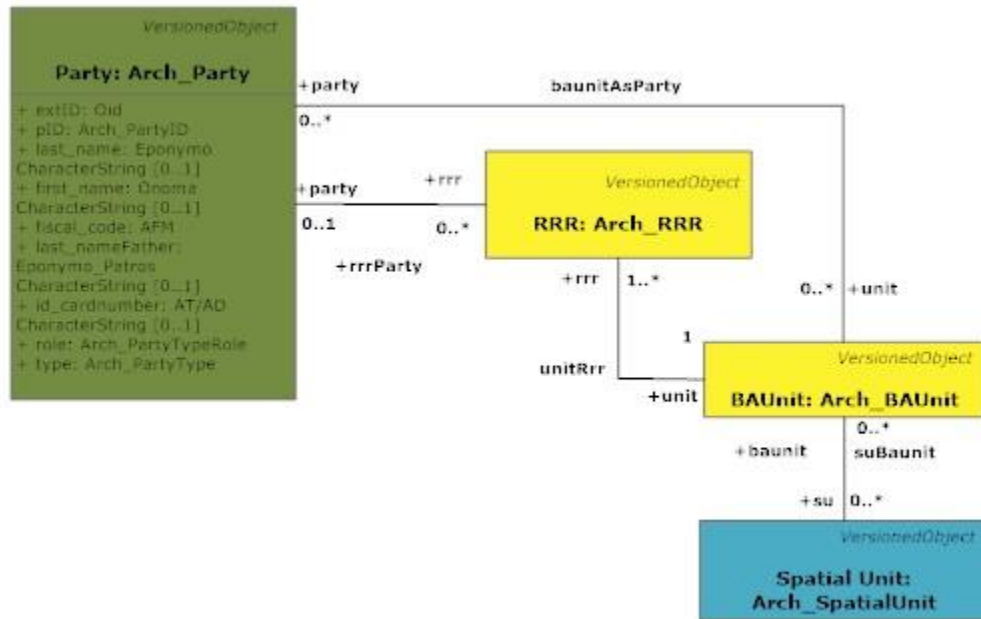 VersionedObject
Party: Arch_Party
+ extID: Oid
+ pID: Arch_PartyID
+ last_name: Eponymo
CharacterString [0..1]
+ first_name: Onoma
CharacterString [0..1]
+ fiscal_code: AFM
+ last_nameFather:
Eponymo_Patros
CharacterString [0..1]
+ id_cardnumber: AT/AD
CharacterString [0..1]
+ role: Arch_PartyTypeRole
+ type: Arch_PartyType
+party
baunitAsParty
0..*
+party
+rrr
0..1
0..*
+rrrParty
VersionedObject
RRR: Arch_RRR
+rrr
1..*
0..*
+unit
1
unitRrr
+unit
VersionedObject
BAUnit: Arch_BAUnit
0..*
+baunit
suBaunit
+su
0..*
VersionedObject
Spatial Unit:
Arch_SpatialUnit